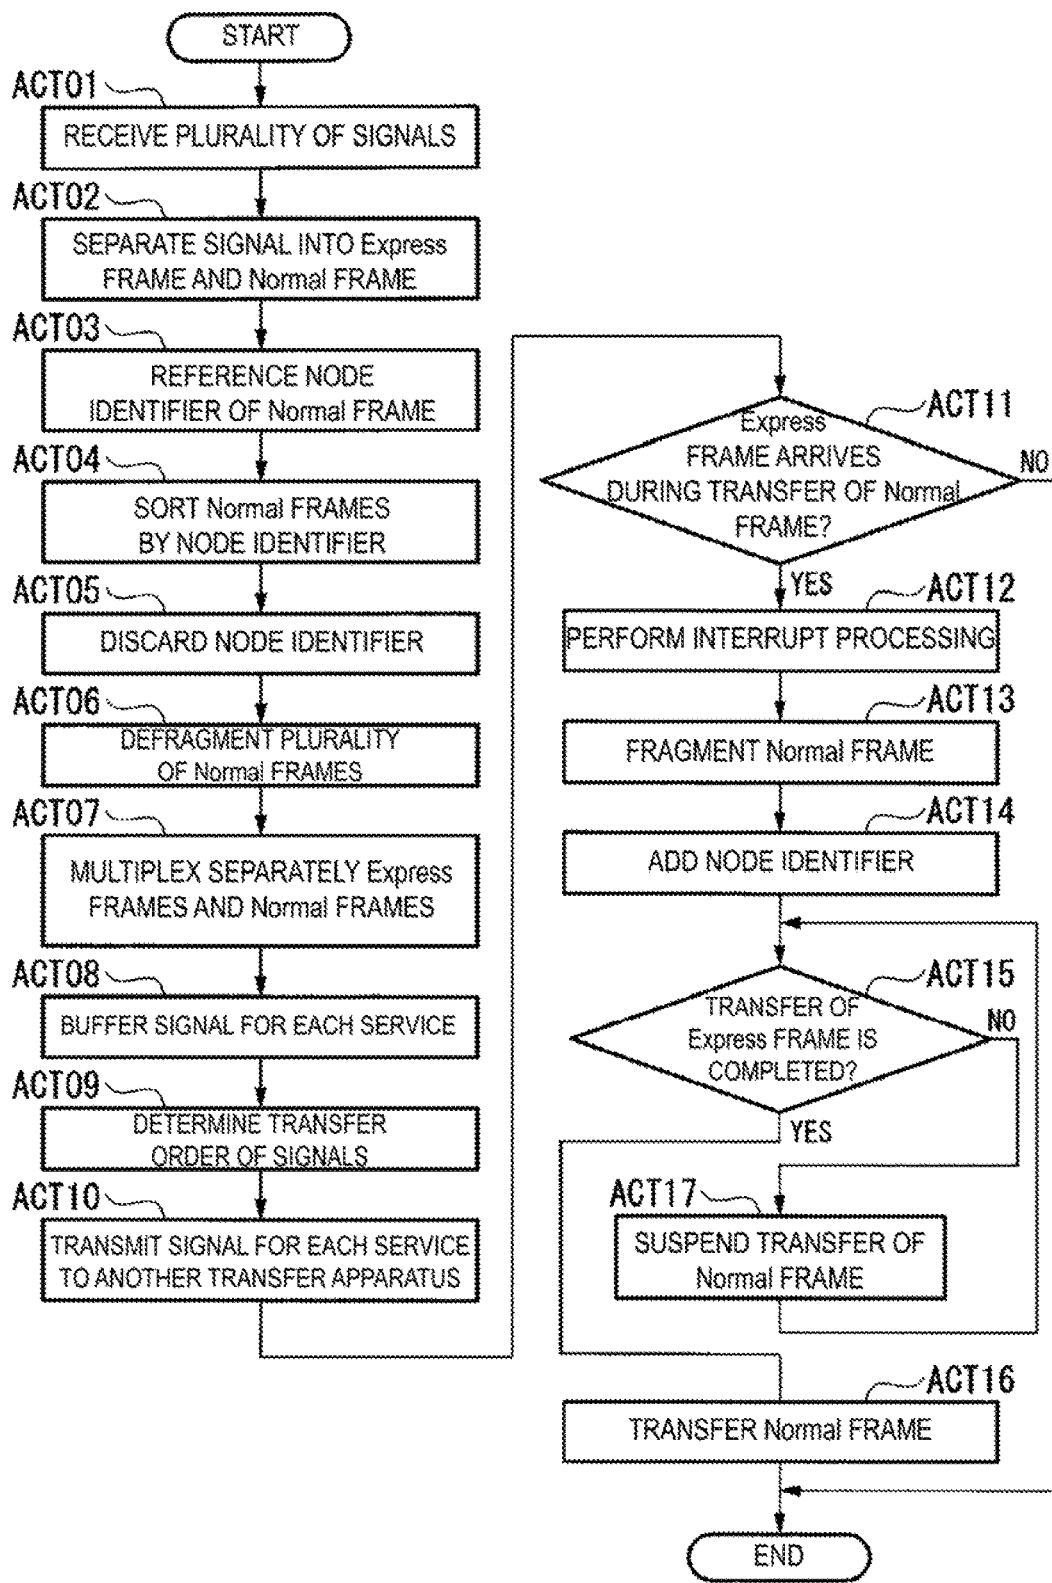 START
ACT01
RECEIVE PLURALITY OF SIGNALS
ACT02
SEPARATE SIGNAL INTO Express
FRAME AND Normal FRAME
ACT03
REFERENCE NODE
IDENTIFIER OF Normal FRAME
ACT04
SORT Normal FRAMES
BY NODE IDENTIFIER
ACT05
DISCARD NODE IDENTIFIER
ACT06
DEFRAGMENT PLURALITY
OF Normal FRAMES
ACT07
MULTIPLEX SEPARATELY Express
FRAMES AND Normal FRAMES
ACT08
BUFFER SIGNAL FOR EACH SERVICE
ACT09
DETERMINE TRANSFER
ORDER OF SIGNALS
ACT10
TRANSMIT SIGNAL FOR EACH SERVICE
TO ANOTHER TRANSFER APPARATUS
ACT11
Express
FRAME ARRIVES
DURING TRANSFER OF Normal
FRAME?
NO
YES
ACT12
PERFORM INTERRUPT PROCESSING
ACT13
FRAGMENT Normal FRAME
ACT14
ADD NODE IDENTIFIER
ACT15
TRANSFER OF
Express FRAME IS
COMPLETED?
NO
YES
ACT17
SUSPEND TRANSFER OF
Normal FRAME
ACT16
TRANSFER Normal FRAME
END